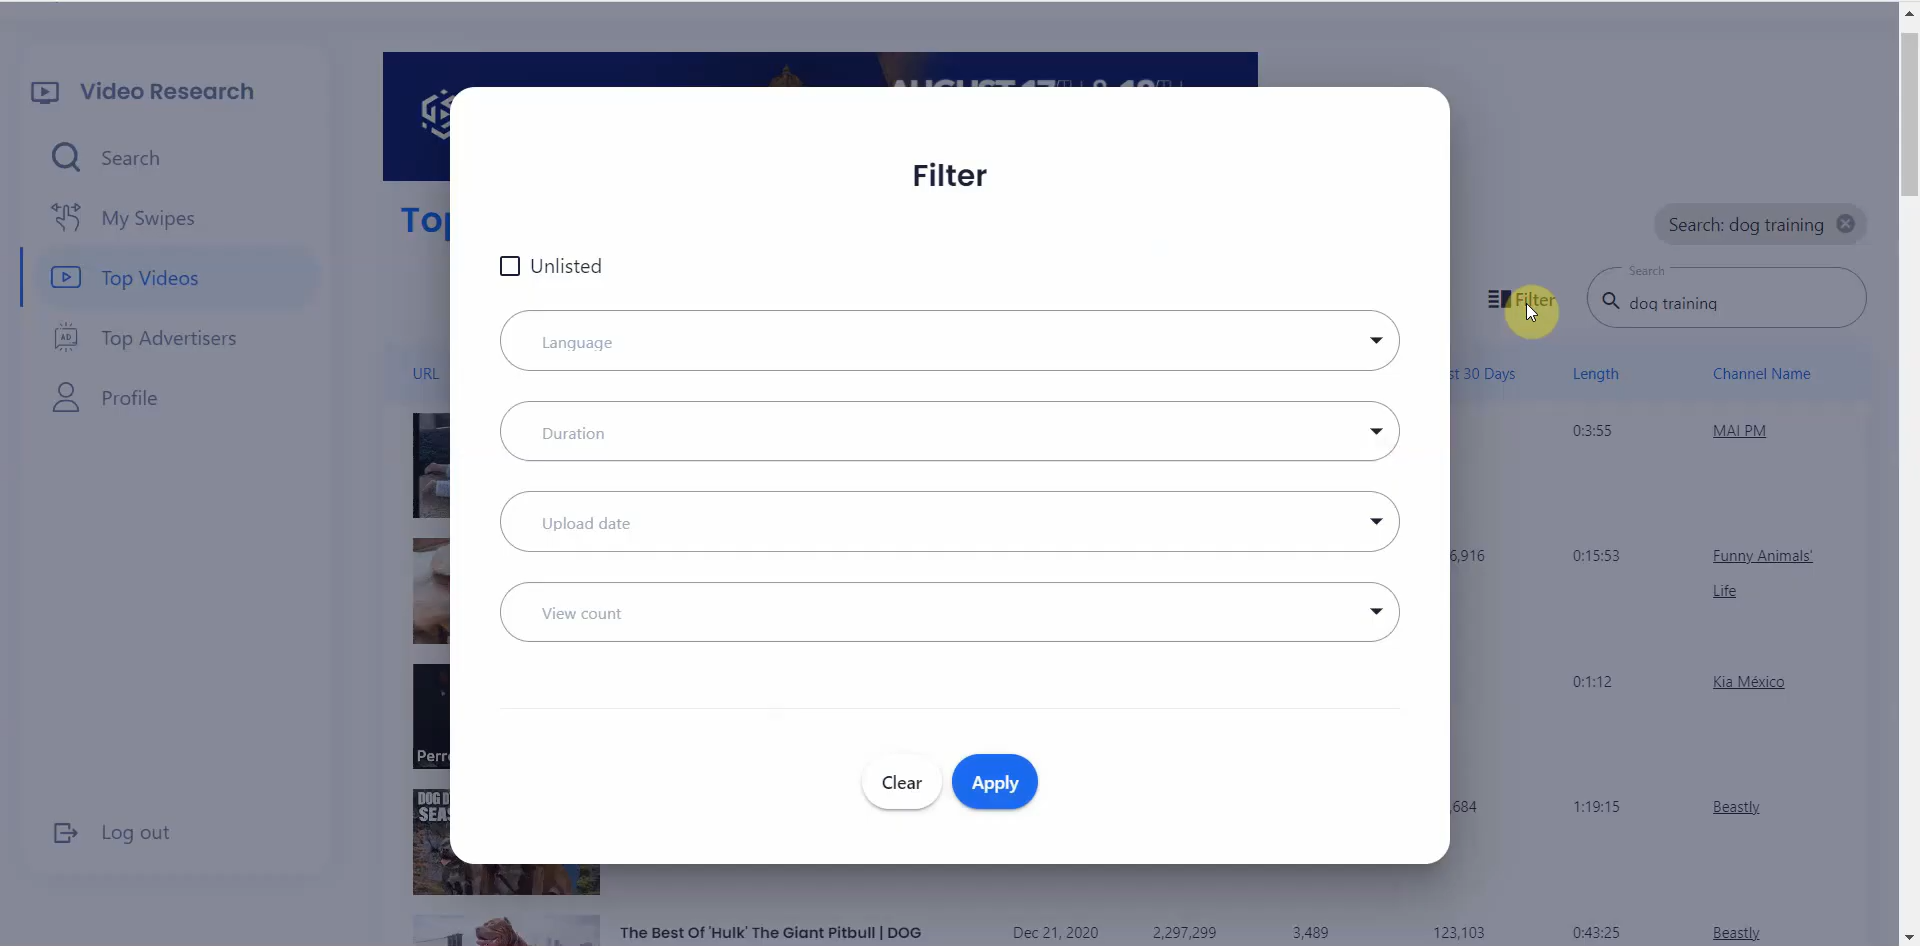 Video Research
Search
My Swipes
Top Videos
Top Advertisers
Profile
Log out
Top
Search: dog training
Filter
Search
dog training
URL
st 30 Days
Length
Channel Name
0:3:55
MAI PM
6,916
0:15:53
Funny Animals'
Life
0:1:12
Kia México
Perr
DOG D
SEAS
,684
1:19:15
Beastly
The Best Of 'Hulk' The Giant Pitbull | DOG
Dec 21, 2020
2,297,299
3,489
123,103
0:43:25
Beastly
Filter
Unlisted
Language
Duration
Upload date
View count
Clear
Apply